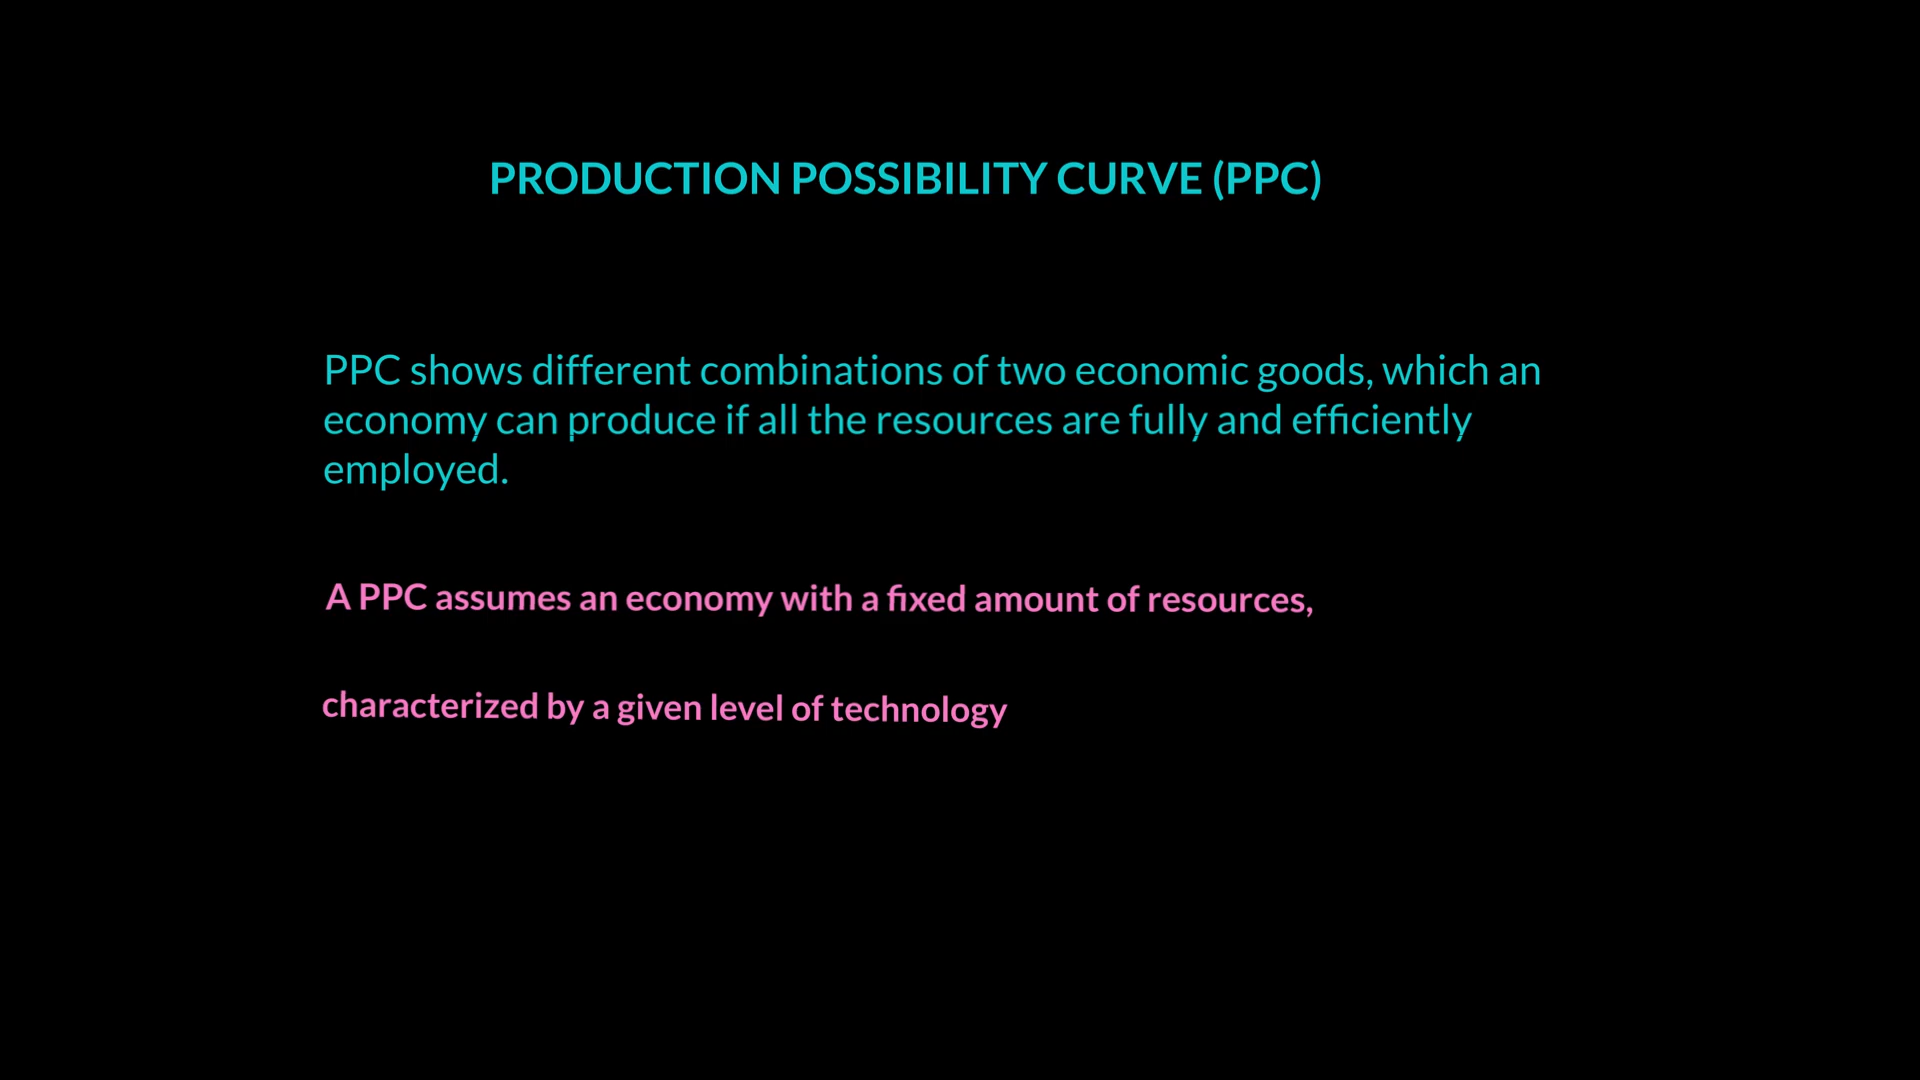 PRODUCTION POSSIBILITY CURVE (PPC)
PPC shows different combinations of two economic goods, which an
economy can produce if all the resources are fully and efficiently
employed.
A PPC assumes an economy with a fixed amount of resources,
characterized by a given level of technology